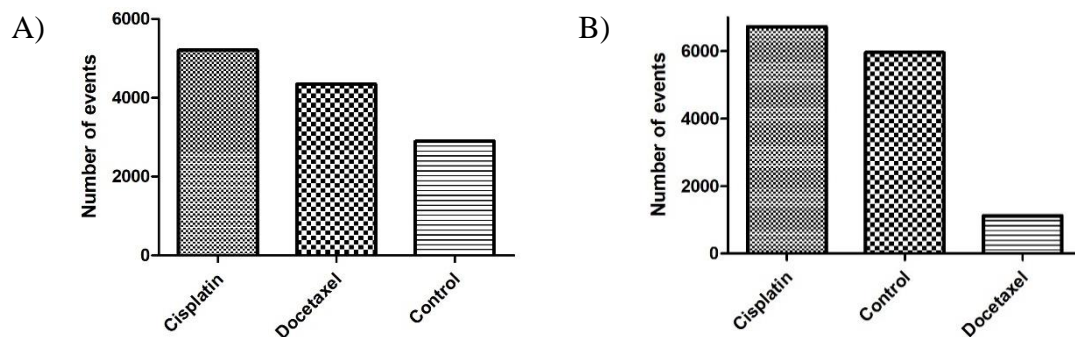 A)
Number of events
6000
4000
2000
0
Cisplatin
Docetaxel
Control
B)
Number of events
6000
4000
2000
0
Cisplatin
Control
Docetaxel